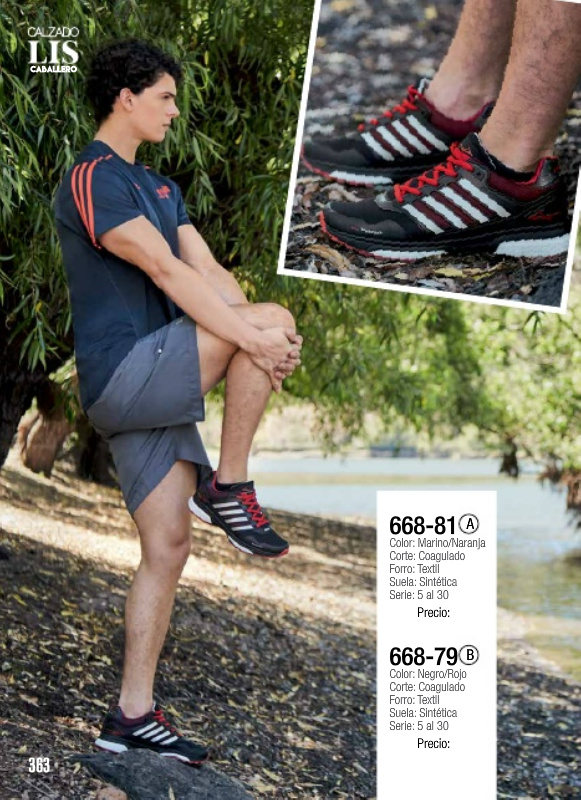 CALZADO
LIS
CABALLERO
668-81 A
Color: Marino/Naranja
Corte: Coagulado
Forro: Textil
Suela: Sintética
Serie: 5 al 30
Precio:
668-79 B
Color: Negro/Rojo
Corte: Coagulado
Forro: Textil
Suela: Sintética
Serie: 5 al 30
Precio:
363